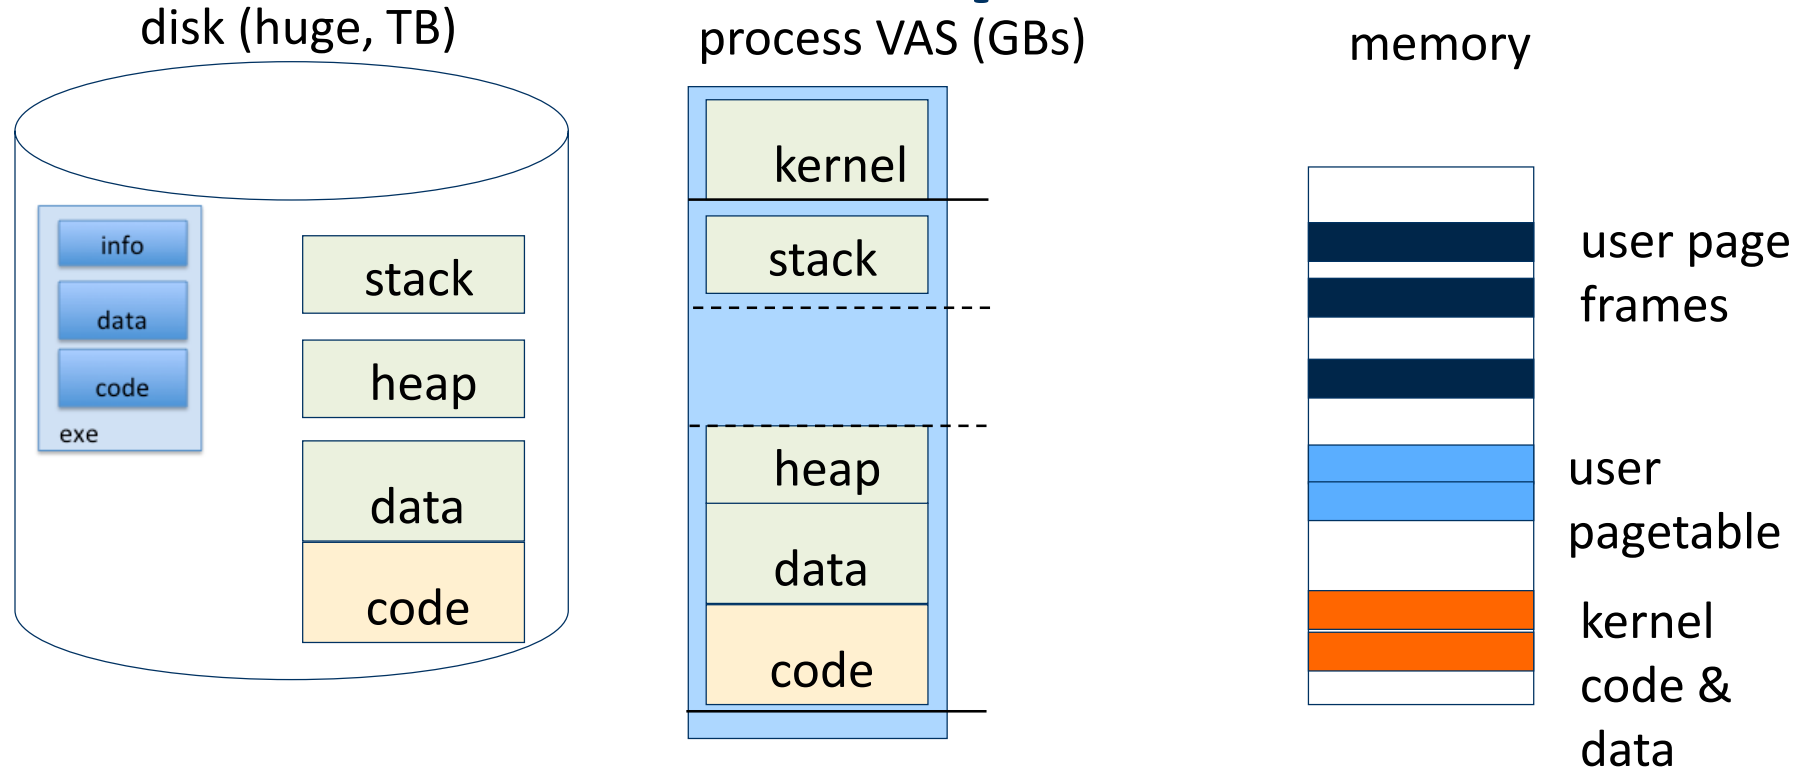 disk (huge, TB)
process VAS (GBs)
memory
info
data
code
exe
stack
heap
data
code
kernel
stack
heap
data
code
user page
frames
user
pagetable
kernel
code &
data